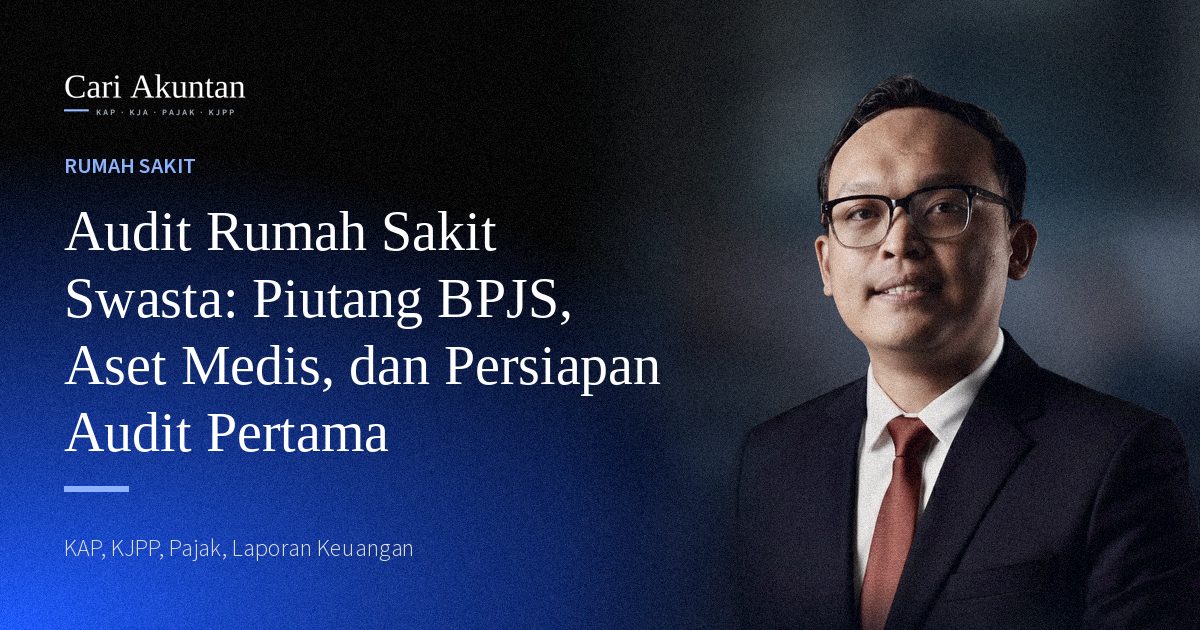 Cari Akuntan
KAP · KJA · PAJAK · KJPP
RUMAH SAKIT
Audit Rumah Sakit
Swasta: Piutang BPJS,
Aset Medis, dan Persiapan
Audit Pertama
KAP, KJPP, Pajak, Laporan Keuangan